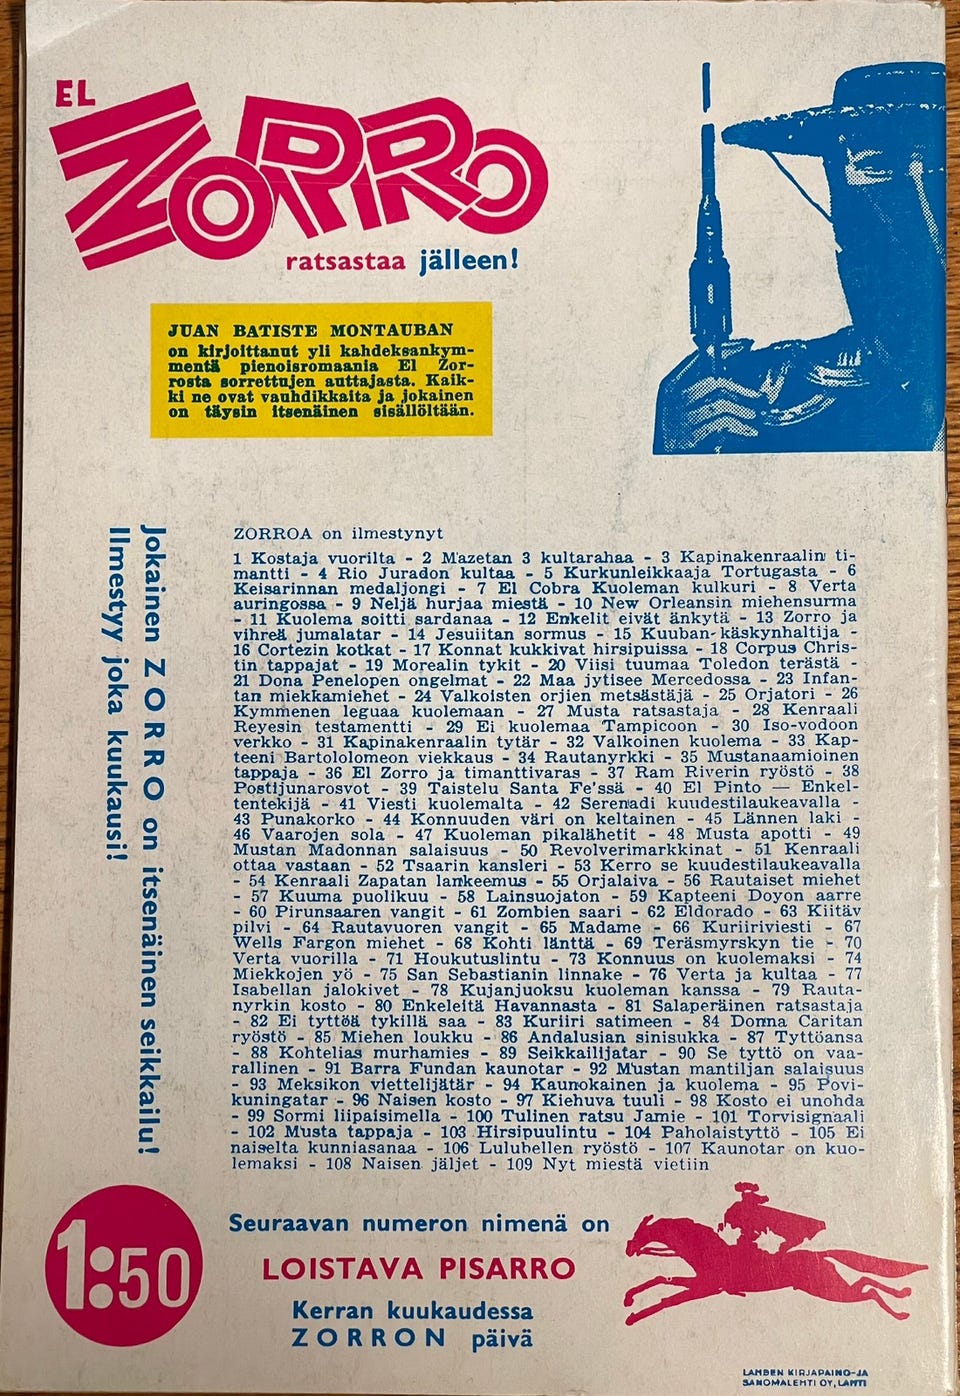 EL
ZORRO
ratsastaa jälleen!
JUAN BATISTE MONTAUBAN
on kirjoittanut yli kahdeksankym-
mentä pienoisromaania El Zor-
rosta sorrettujen auttajasta. Kaik-
ki ne ovat vauhdikkaita ja jokainen
on täysin itsenäinen sisällöltään.
Jokainen ZORRO on itsenäinen seikkailu!
Ilmestyy joka kuukausi!
ZORROA on ilmestynyt
1 Kostaja vuorilta - 2 Mazetan 3 kultarahaa - 3 Kapinakenraalin ti-
mantti - 4 Rio Juradon kultaa - 5 Kurkunleikkaaja Tortugasta - 6
Keisarinnan medaljongi - 7 El Cobra Kuoleman kulkuri - 8 Verta
auringossa - 9 Neljä hurjaa miestä - 10 New Orleansin miehensurma
- 11 Kuolema soitti sardanaa - 12 Enkelit eivät änkytä - 13 Zorro ja
vihreä jumalatar - 14 Jesuiitan sormus - 15 Kuuban käskynhaltija -
16 Cortezin kotkat - 17 Konnat kukkivat hirsipuissa - 18 Corpus Chris-
tin tappajat - 19 Morealin tykit - 20 Viisi tuumaa Toledon terästä -
21 Dona Penelopen ongelmat - 22 Maa jytisee Mercedossa - 23 Infan-
tan miekkamiehet - 24 Valkoisten orjien metsästäjä - 25 Orjatori - 26
Kymmenen leguaa kuolemaan - 27 Musta ratsastaja - 28 Kenraali
Reyesin testamentti - 29 Ei kuolemaa Tampicoon - 30 Iso-vodoon
verkko - 31 Kapinakenraalin tytär - 32 Valkoinen kuolema - 33 Kap-
teeni Bartololomeon viekkaus - 34 Rautanyrkki - 35 Mustanaamioinen
tappaja - 36 El Zorro ja timanttivaras - 37 Ram Riverin ryöstö - 38
Postijunarosvot - 39 Taistelu Santa Fe'ssä - 40 El Pinto — Enkel-
tentekijä - 41 Viesti kuolemalta - 42 Serenadi kuudestilaukeavalla -
43 Punakorko - 44 Konnuuden väri on keltainen - 45 Lännen laki -
46 Vaarojen sola - 47 Kuoleman pikalähetit - 48 Musta apotti - 49
Mustan Madonnan salaisuus - 50 Revolverimarkkinat - 51 Kenraali
ottaa vastaan - 52 Tsaarin kansleri - 53 Kerro se kuudestilaukeavalla
- 54 Kenraali Zapatan lankeemus - 55 Orjalaiva - 56 Rautaiset miehet
- 57 Kuuma puolikuu - 58 Lainsuojaton - 59 Kapteeni Doyon aarre
- 60 Pirunsaaren vangit - 61 Zombien saari - 62 Eldorado - 63 Kiitäv
pilvi - 64 Rautavuoren vangit - 65 Madame - 66 Kuriiriviesti - 67
Wells Fargon miehet - 68 Kohti länttä - 69 Teräsmyrskyn tie - 70
Verta vuorilla - 71 Houkutuslintu - 73 Konnuus on kuolemaksi - 74
Miekkojen yö - 75 San Sebastianin linnake - 76 Verta ja kultaa - 77
Isabellan jalokivet - 78 Kujanjuoksu kuoleman kanssa - 79 Rauta-
nyrkin kosto - 80 Enkeleitä Havannasta - 81 Salaperäinen ratsastaja
- 82 Ei tyttöä tykillä saa - 83 Kuriiri satimeen - 84 Donna Caritan
ryöstö - 85 Miehen loukku - 86 Andalusian sinisukka - 87 Tyttöansa
- 88 Kohtelias murhamies - 89 Seikkailijatar - 90 Se tyttö on vaa-
rallinen - 91 Barra Fundan kaunotar - 92 Mustan mantiljan salaisuus
- 93 Meksikon viettelijätär - 94 Kaunokainen ja kuolema - 95 Povi-
kuningatar - 96 Naisen kosto - 97 Kiehuva tuuli - 98 Kosto ei unohda
- 99 Sormi liipaisimella - 100 Tulinen ratsu Jamie - 101 Torvisignaali
- 102 Musta tappaja - 103 Hirsipuulintu - 104 Paholaistyttö - 105 Ei
naiselta kunniasanaa - 106 Lulubellen ryöstö - 107 Kaunotar on kuo-
lemaksi - 108 Naisen jäljet - 109 Nyt miestä vietiin
1:50
Seuraavan numeron nimenä on
LOISTAVA PISARRO
Kerran kuukaudessa
ZORRON päivä
LAHDEN KIRJAPAINO-JA
SANOMALEHTI OY, LAHTI